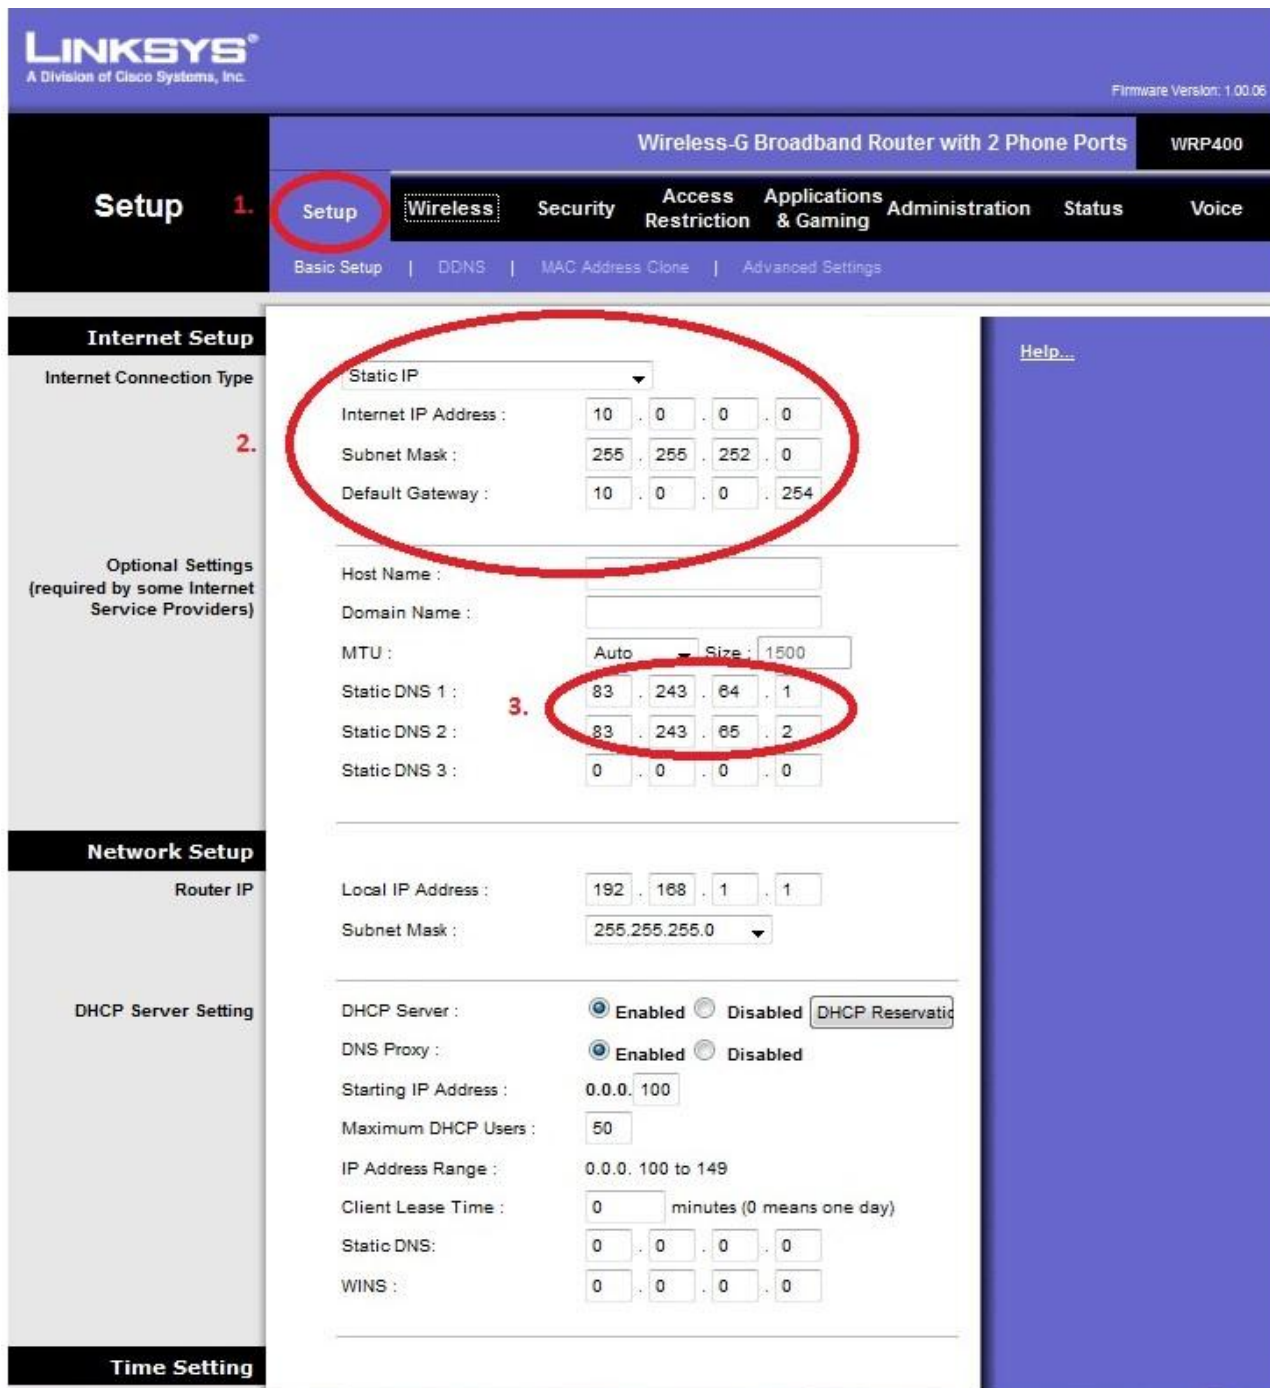 LINKSYS®
A Division of Cisco Systems, Inc.
Firmware Version: 1.00.06
Wireless-G Broadband Router with 2 Phone Ports WRP400
Setup 1. Setup Wireless Security Access Restriction Applications & Gaming Administration Status Voice
Basic Setup | DDNS | MAC Address Clone | Advanced Settings
Internet Setup
Help...
Internet Connection Type Static IP
Internet IP Address : 10 . 0 . 0 . 0
2.
Subnet Mask : 255 . 255 . 252 . 0
Default Gateway : 10 . 0 . 0 . 254
Optional Settings
(required by some Internet
Service Providers)
Host Name :
Domain Name :
MTU : Auto Size : 1500
Static DNS 1 : 83 . 243 . 64 . 1
3.
Static DNS 2 : 83 . 243 . 65 . 2
Static DNS 3 : 0 . 0 . 0 . 0
Network Setup
Router IP Local IP Address : 192 . 168 . 1 . 1
Subnet Mask : 255.255.255.0
DHCP Server Setting DHCP Server : Enabled Disabled DHCP Reservatio
DNS Proxy : Enabled Disabled
Starting IP Address : 0.0.0. 100
Maximum DHCP Users : 50
IP Address Range : 0.0.0. 100 to 149
Client Lease Time : 0 minutes (0 means one day)
Static DNS: 0 . 0 . 0 . 0
WINS : 0 . 0 . 0 . 0
Time Setting